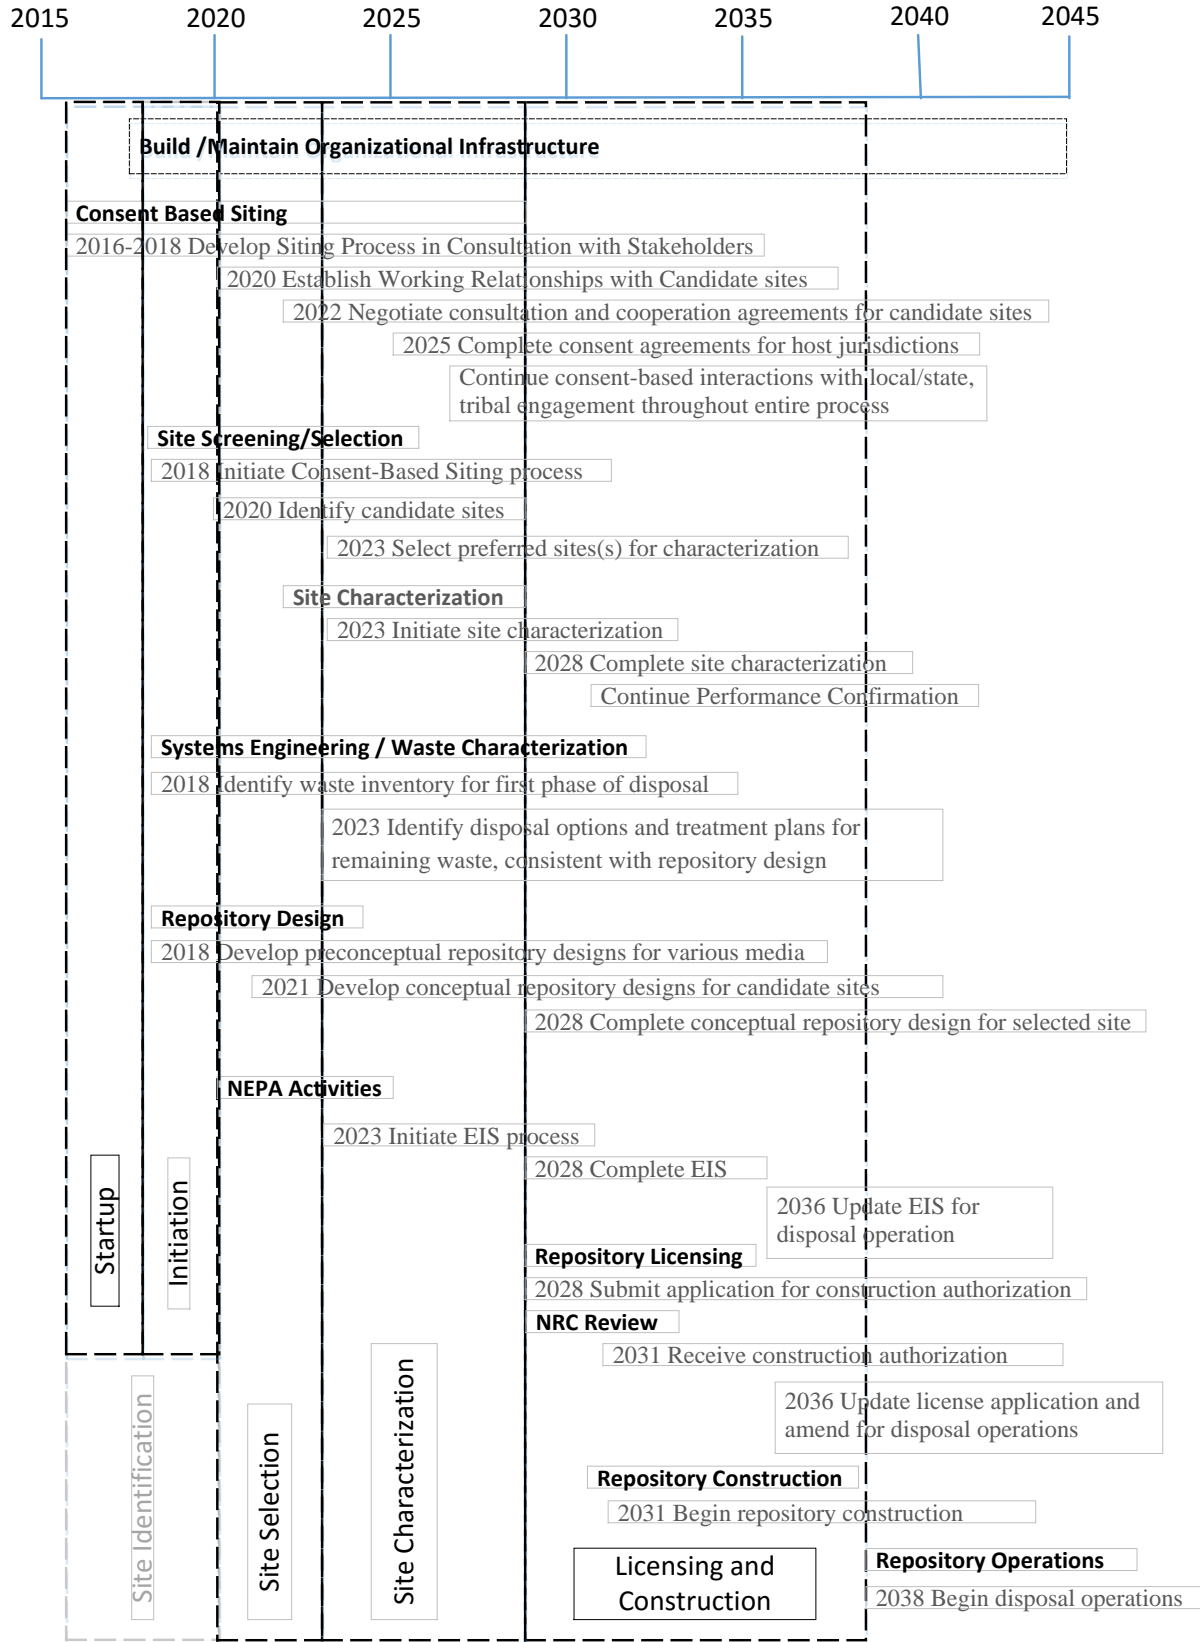 2015 2020 2025 2030 2035 2040 2045
Build /Maintain Organizational Infrastructure
Consent Based Siting
2016-2018 Develop Siting Process in Consultation with Stakeholders
2020 Establish Working Relationships with Candidate sites
2022 Negotiate consultation and cooperation agreements for candidate sites
2025 Complete consent agreements for host jurisdictions
Continue consent-based interactions with local/state,
tribal engagement throughout entire process
Site Screening/Selection
2018 Initiate Consent-Based Siting process
2020 Identify candidate sites
2023 Select preferred sites(s) for characterization
Site Characterization
2023 Initiate site characterization
2028 Complete site characterization
Continue Performance Confirmation
Systems Engineering / Waste Characterization
2018 Identify waste inventory for first phase of disposal
2023 Identify disposal options and treatment plans for
remaining waste, consistent with repository design
Repository Design
2018 Develop preconceptual repository designs for various media
2021 Develop conceptual repository designs for candidate sites
2028 Complete conceptual repository design for selected site
NEPA Activities
2023 Initiate EIS process
2028 Complete EIS
2036 Update EIS for
disposal operation
Startup
Initiation
Repository Licensing
2028 Submit application for construction authorization
NRC Review
2031 Receive construction authorization
2036 Update license application and
amend for disposal operations
Repository Construction
2031 Begin repository construction
Site Identification
Site Selection
Site Characterization
Licensing and
Construction
Repository Operations
2038 Begin disposal operations